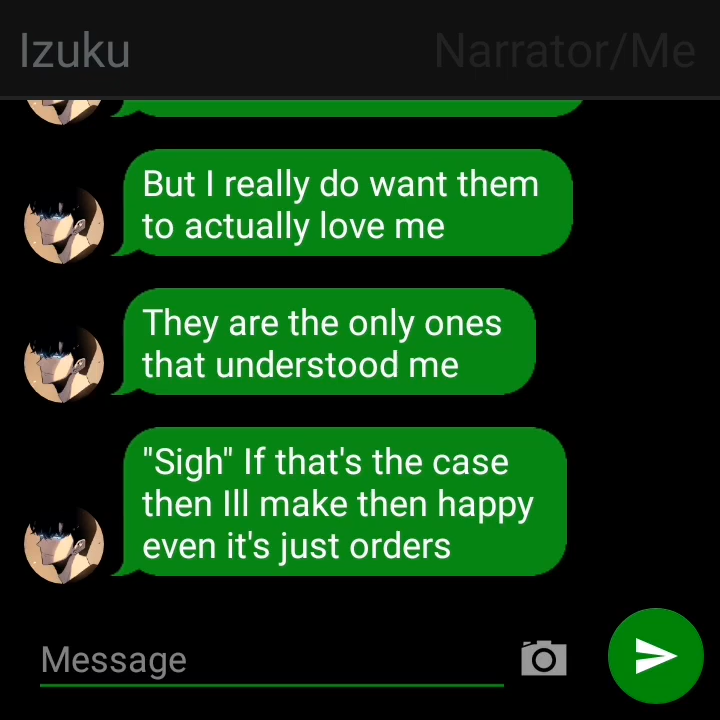 Izuku
Narrator/Me
But I really do want them
to actually love me
They are the only ones
that understood me
"Sigh" If that's the case
then Ill make then happy
even it's just orders
Message